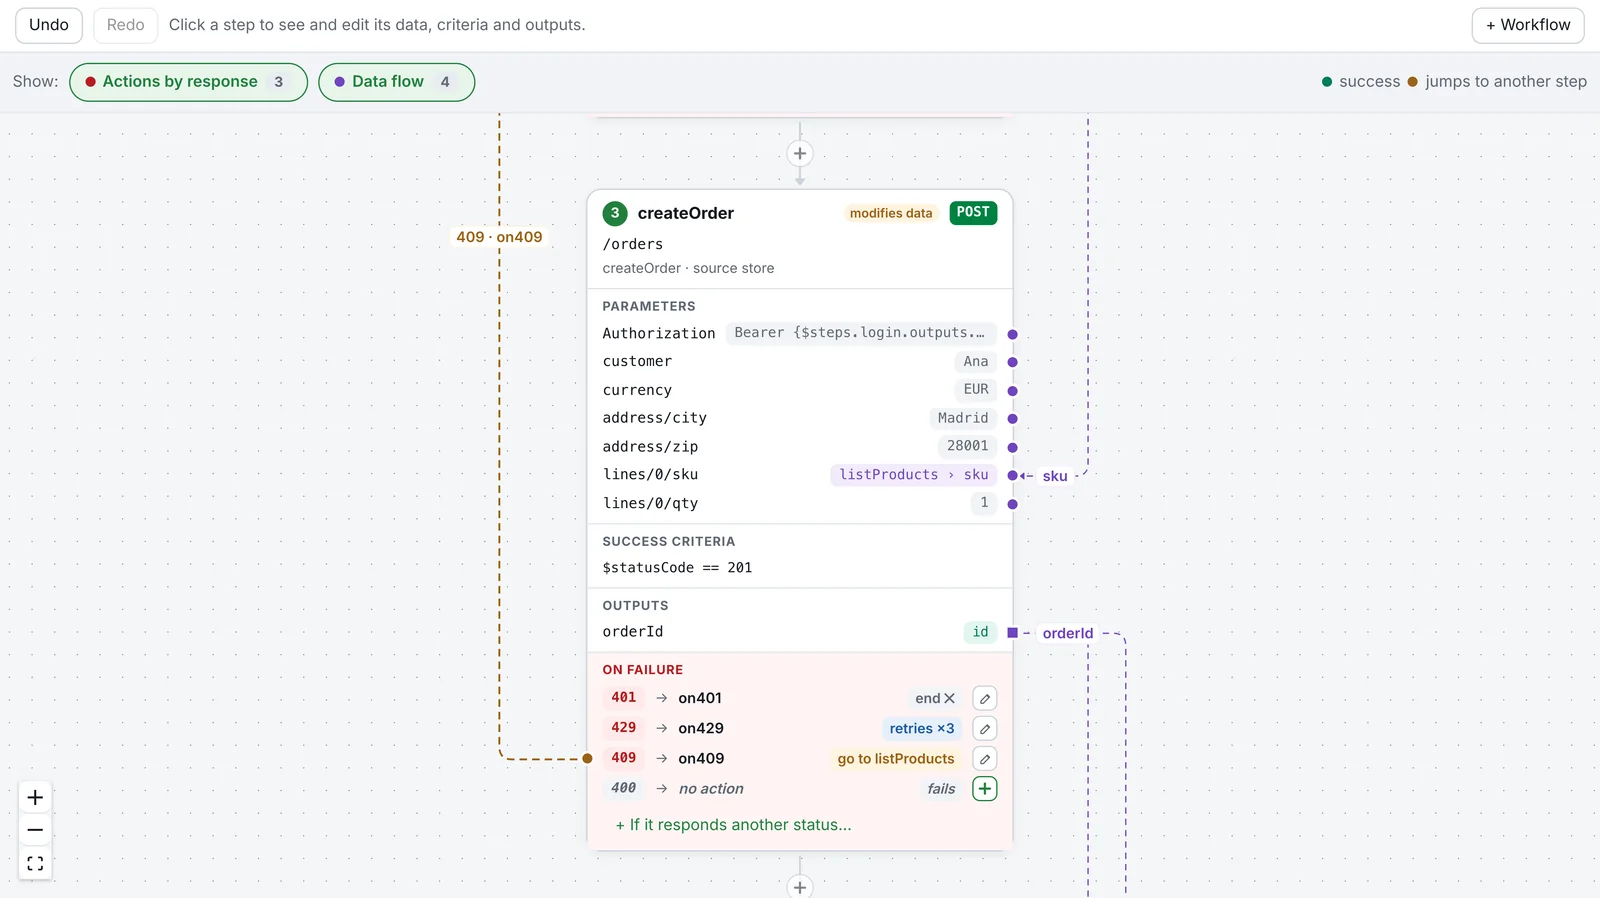 Undo
Redo
Click a step to see and edit its data, criteria and outputs.
+ Workflow
Show:
Actions by response 3
Data flow 4
success
jumps to another step
409 · on409
3 createOrder
modifies data
POST
/orders
createOrder · source store
PARAMETERS
Authorization Bearer {$steps.login.outputs.…
customer Ana
currency EUR
address/city Madrid
address/zip 28001
lines/0/sku listProducts › sku
sku
lines/0/qty 1
SUCCESS CRITERIA
$statusCode == 201
OUTPUTS
orderId id
orderId
ON FAILURE
401 → on401 end ✕
429 → on429 retries ×3
409 → on409 go to listProducts
400 → no action fails
+ If it responds another status...